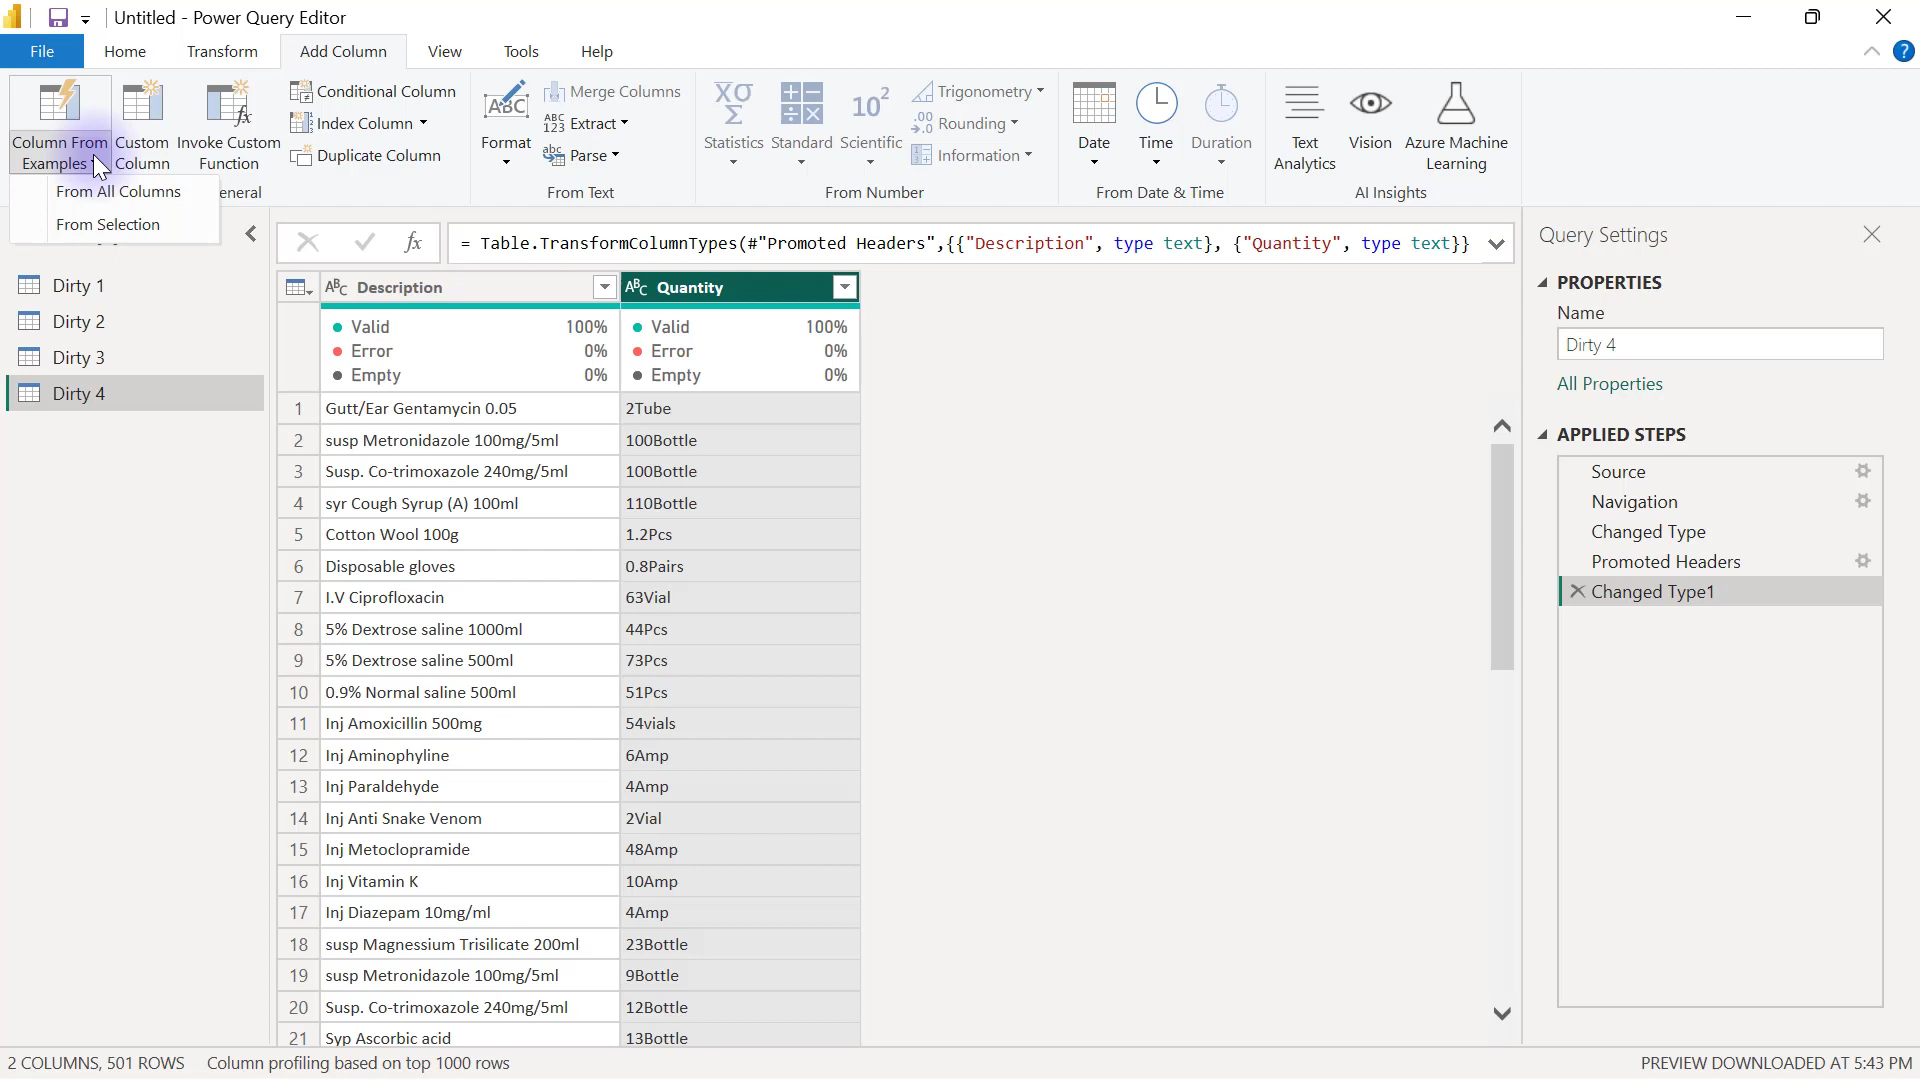 Untitled - Power Query Editor
File
Home
Transform
Add Column
View
Tools
Help
?
Column From
Examples
Custom
Column
Invoke Custom
Function
Conditional Column
Index Column
Duplicate Column
eneral
From All Columns
From Selection
ABC
Format
Merge Columns
ABC
123
Extract
abc
Parse
From Text
Statistics
Standard
10²
Scientific
Trigonometry
.00
Rounding
Information
From Number
Date
Time
Duration
From Date & Time
Text
Analytics
Vision
Azure Machine
Learning
AI Insights
Dirty 1
Dirty 2
Dirty 3
Dirty 4
fx
= Table.TransformColumnTypes(#"Promoted Headers",{{"Description", type text}, {"Quantity", type text}}
ABC Description
ABC Quantity
Valid 100%
Error 0%
Empty 0%
Valid 100%
Error 0%
Empty 0%
1 Gutt/Ear Gentamycin 0.05 2Tube
2 susp Metronidazole 100mg/5ml 100Bottle
3 Susp. Co-trimoxazole 240mg/5ml 100Bottle
4 syr Cough Syrup (A) 100ml 110Bottle
5 Cotton Wool 100g 1.2Pcs
6 Disposable gloves 0.8Pairs
7 I.V Ciprofloxacin 63Vial
8 5% Dextrose saline 1000ml 44Pcs
9 5% Dextrose saline 500ml 73Pcs
10 0.9% Normal saline 500ml 51Pcs
11 Inj Amoxicillin 500mg 54vials
12 Inj Aminophyline 6Amp
13 Inj Paraldehyde 4Amp
14 Inj Anti Snake Venom 2Vial
15 Inj Metoclopramide 48Amp
16 Inj Vitamin K 10Amp
17 Inj Diazepam 10mg/ml 4Amp
18 susp Magnessium Trisilicate 200ml 23Bottle
19 susp Metronidazole 100mg/5ml 9Bottle
20 Susp. Co-trimoxazole 240mg/5ml 12Bottle
21 Syp Ascorbic acid 13Bottle
Query Settings
PROPERTIES
Name
Dirty 4
All Properties
APPLIED STEPS
Source
Navigation
Changed Type
Promoted Headers
Changed Type1
2 COLUMNS, 501 ROWS
Column profiling based on top 1000 rows
PREVIEW DOWNLOADED AT 5:43 PM